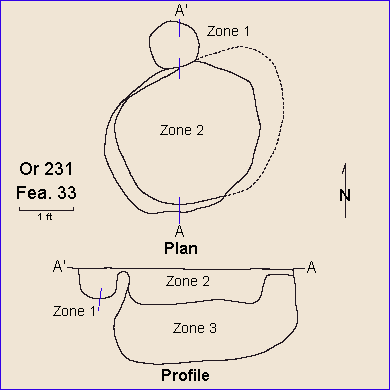 A'
Zone 1
Zone 2
Or 231
Fea. 33
1 ft
N
A
Plan
A'
A
Zone 2
Zone 1
Zone 3
Profile